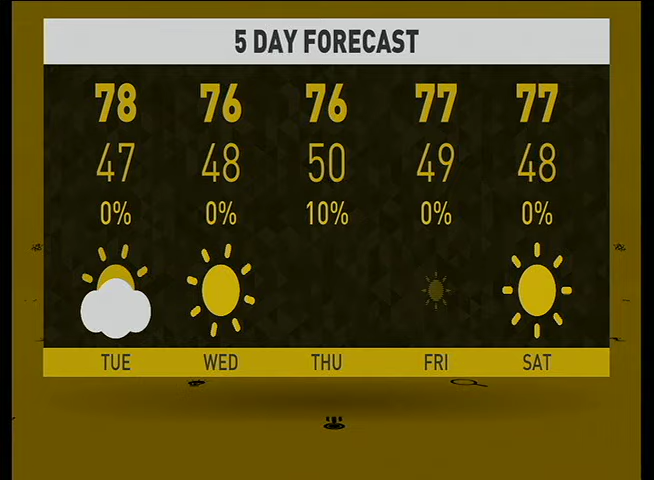 5 DAY FORECAST
78 76 76 77 77
47 48 50 49 48
0% 0% 10% 0% 0%
TUE WED THU FRI SAT